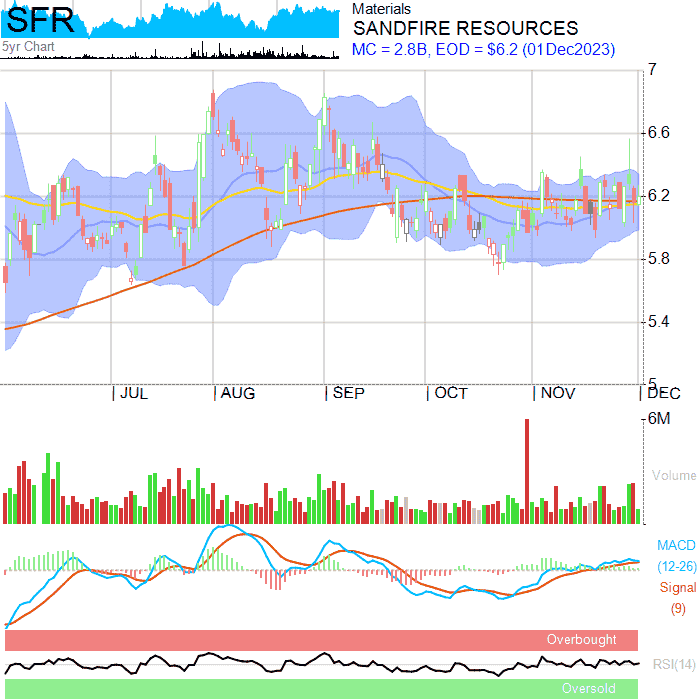 SFR
5yr Chart
Materials
SANDFIRE RESOURCES
MC = 2.8B, EOD = $6.2 (01Dec2023)
7
6.6
6.2
5.8
5.4
5
JUL
AUG
SEP
OCT
NOV
DEC
6M
Volume
MACD
(12-26)
Signal
(9)
Overbought
RSI(14)
Oversold